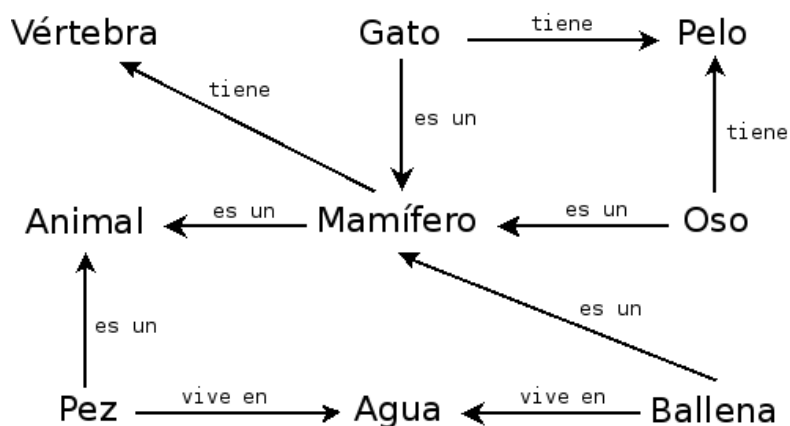 Vértebra
Gato
tiene
Pelo
tiene
es un
tiene
Animal
es un
Mamífero
es un
Oso
es un
es un
Pez
vive en
Agua
vive en
Ballena